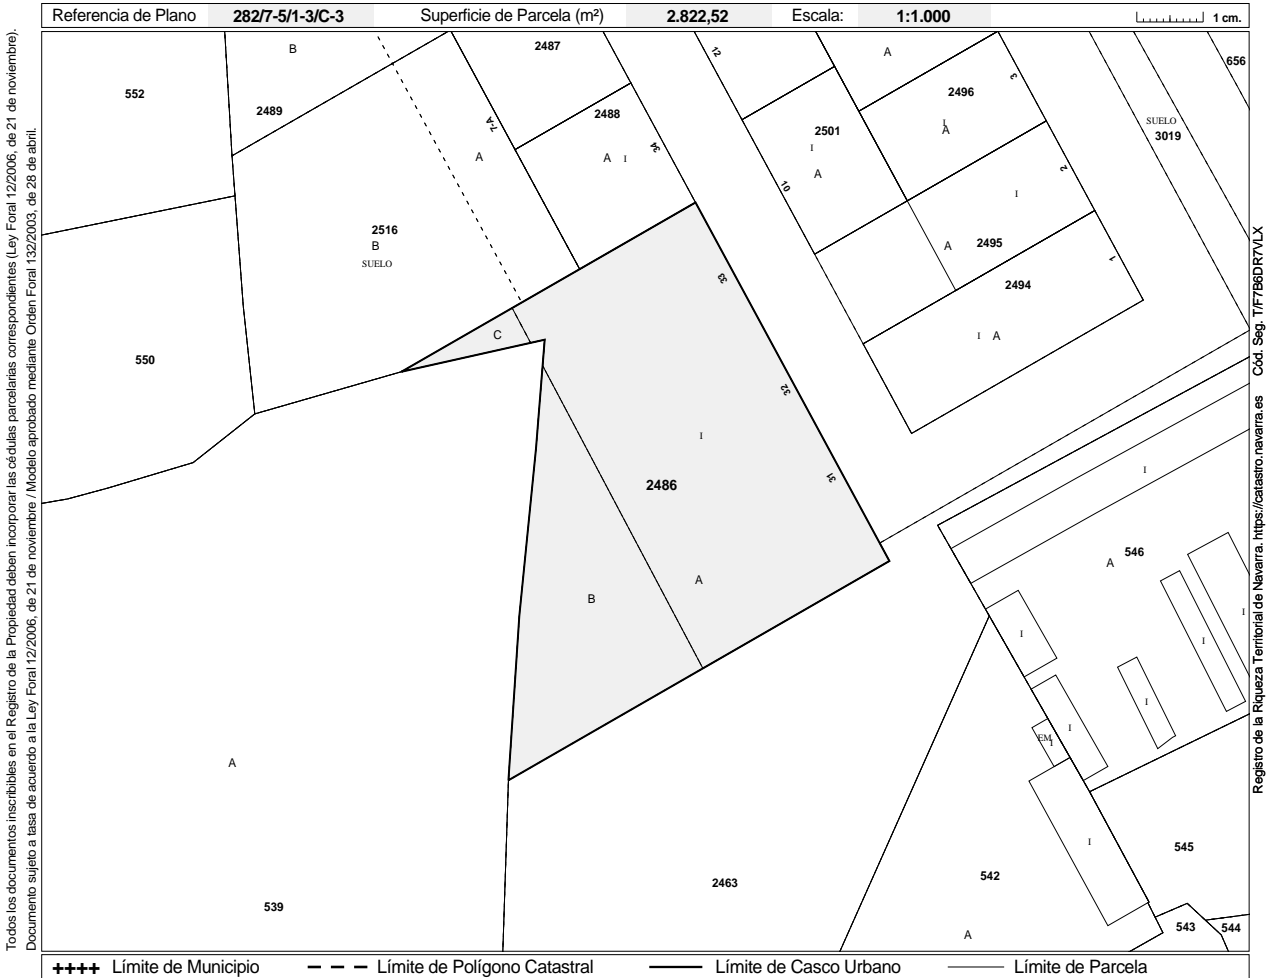 Referencia de Plano 282/7-5/1-3/C-3 Superficie de Parcela (m²) 2.822,52 Escala: 1:1.000 1 cm.
Todos los documentos inscribibles en el Registro de la Propiedad deben incorporar las cédulas parcelarias correspondientes (Ley Foral 12/2006, de 21 de noviembre).
Documento sujeto a tasa de acuerdo a la Ley Foral 12/2006, de 21 de noviembre / Modelo aprobado mediante Orden Foral 132/2003, de 28 de abril.
B
2487
12
A
3
656
552
2489
7-A
2488
2496
I
A
SUELO
3019
2501
I
A
A I
34
A
10
2
I
2516
B
SUELO
A
2495
1
33
2494
I A
C
550
32
I
2486
31
I
546
A
A
B
I
I
I
I
I
EM
I
A
I
545
2463
542
539
A
543
544
Registro de la Riqueza Territorial de Navarra. https://catastro.navarra.es Cód. Seg. T/F7B6DR7VLX
++++ Límite de Municipio Límite de Polígono Catastral Límite de Casco Urbano Límite de Parcela